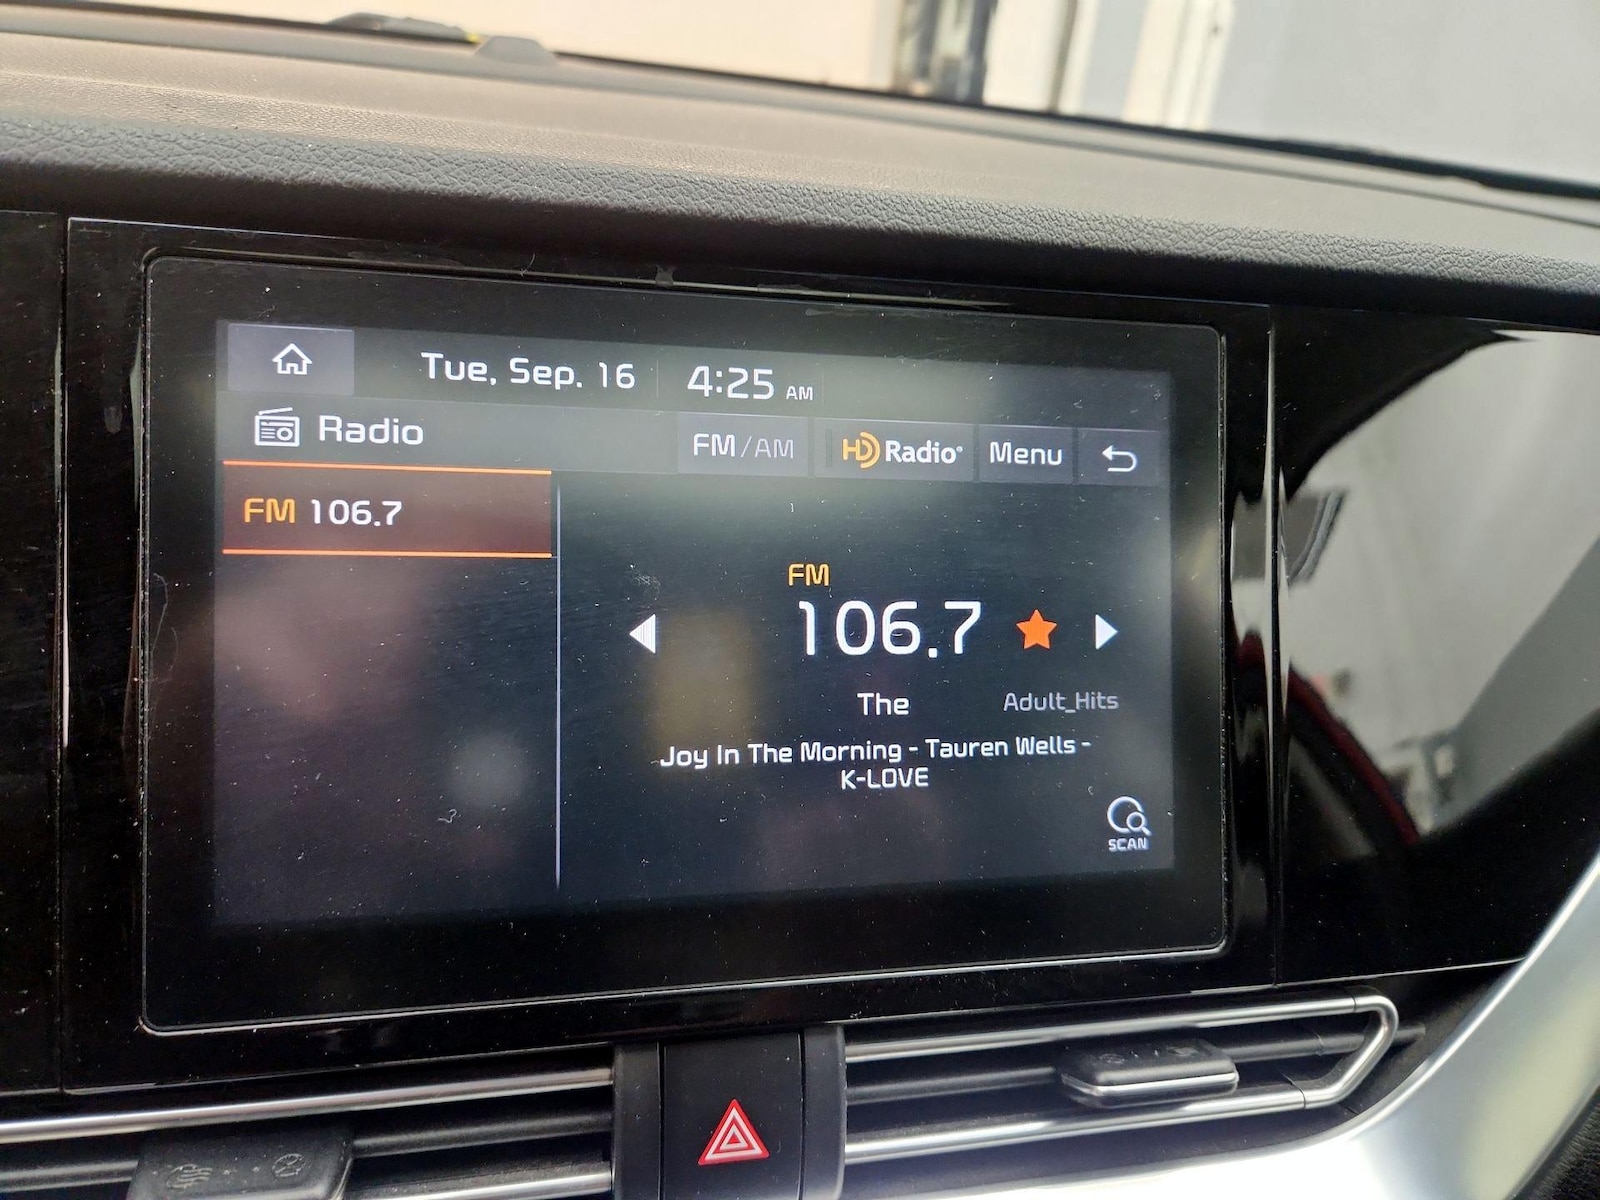 Tue, Sep. 16 4:25 AM
Radio FM/AM HD Radio® Menu
FM 106.7
FM
106.7
The Adult_Hits
Joy In The Morning - Tauren Wells -
K-LOVE
SCAN